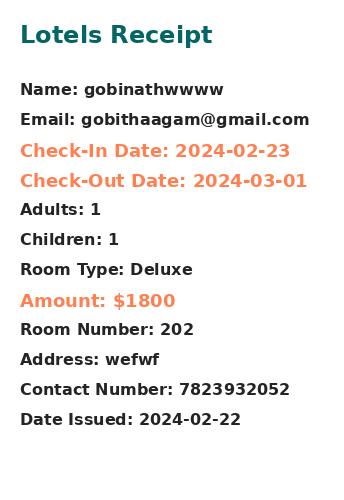 Lotels Receipt
Name: gobinathwwww
Email: gobithaagam@gmail.com
Check-In Date: 2024-02-23
Check-Out Date: 2024-03-01
Adults: 1
Children: 1
Room Type: Deluxe
Amount: $1800
Room Number: 202
Address: wefwf
Contact Number: 7823932052
Date Issued: 2024-02-22